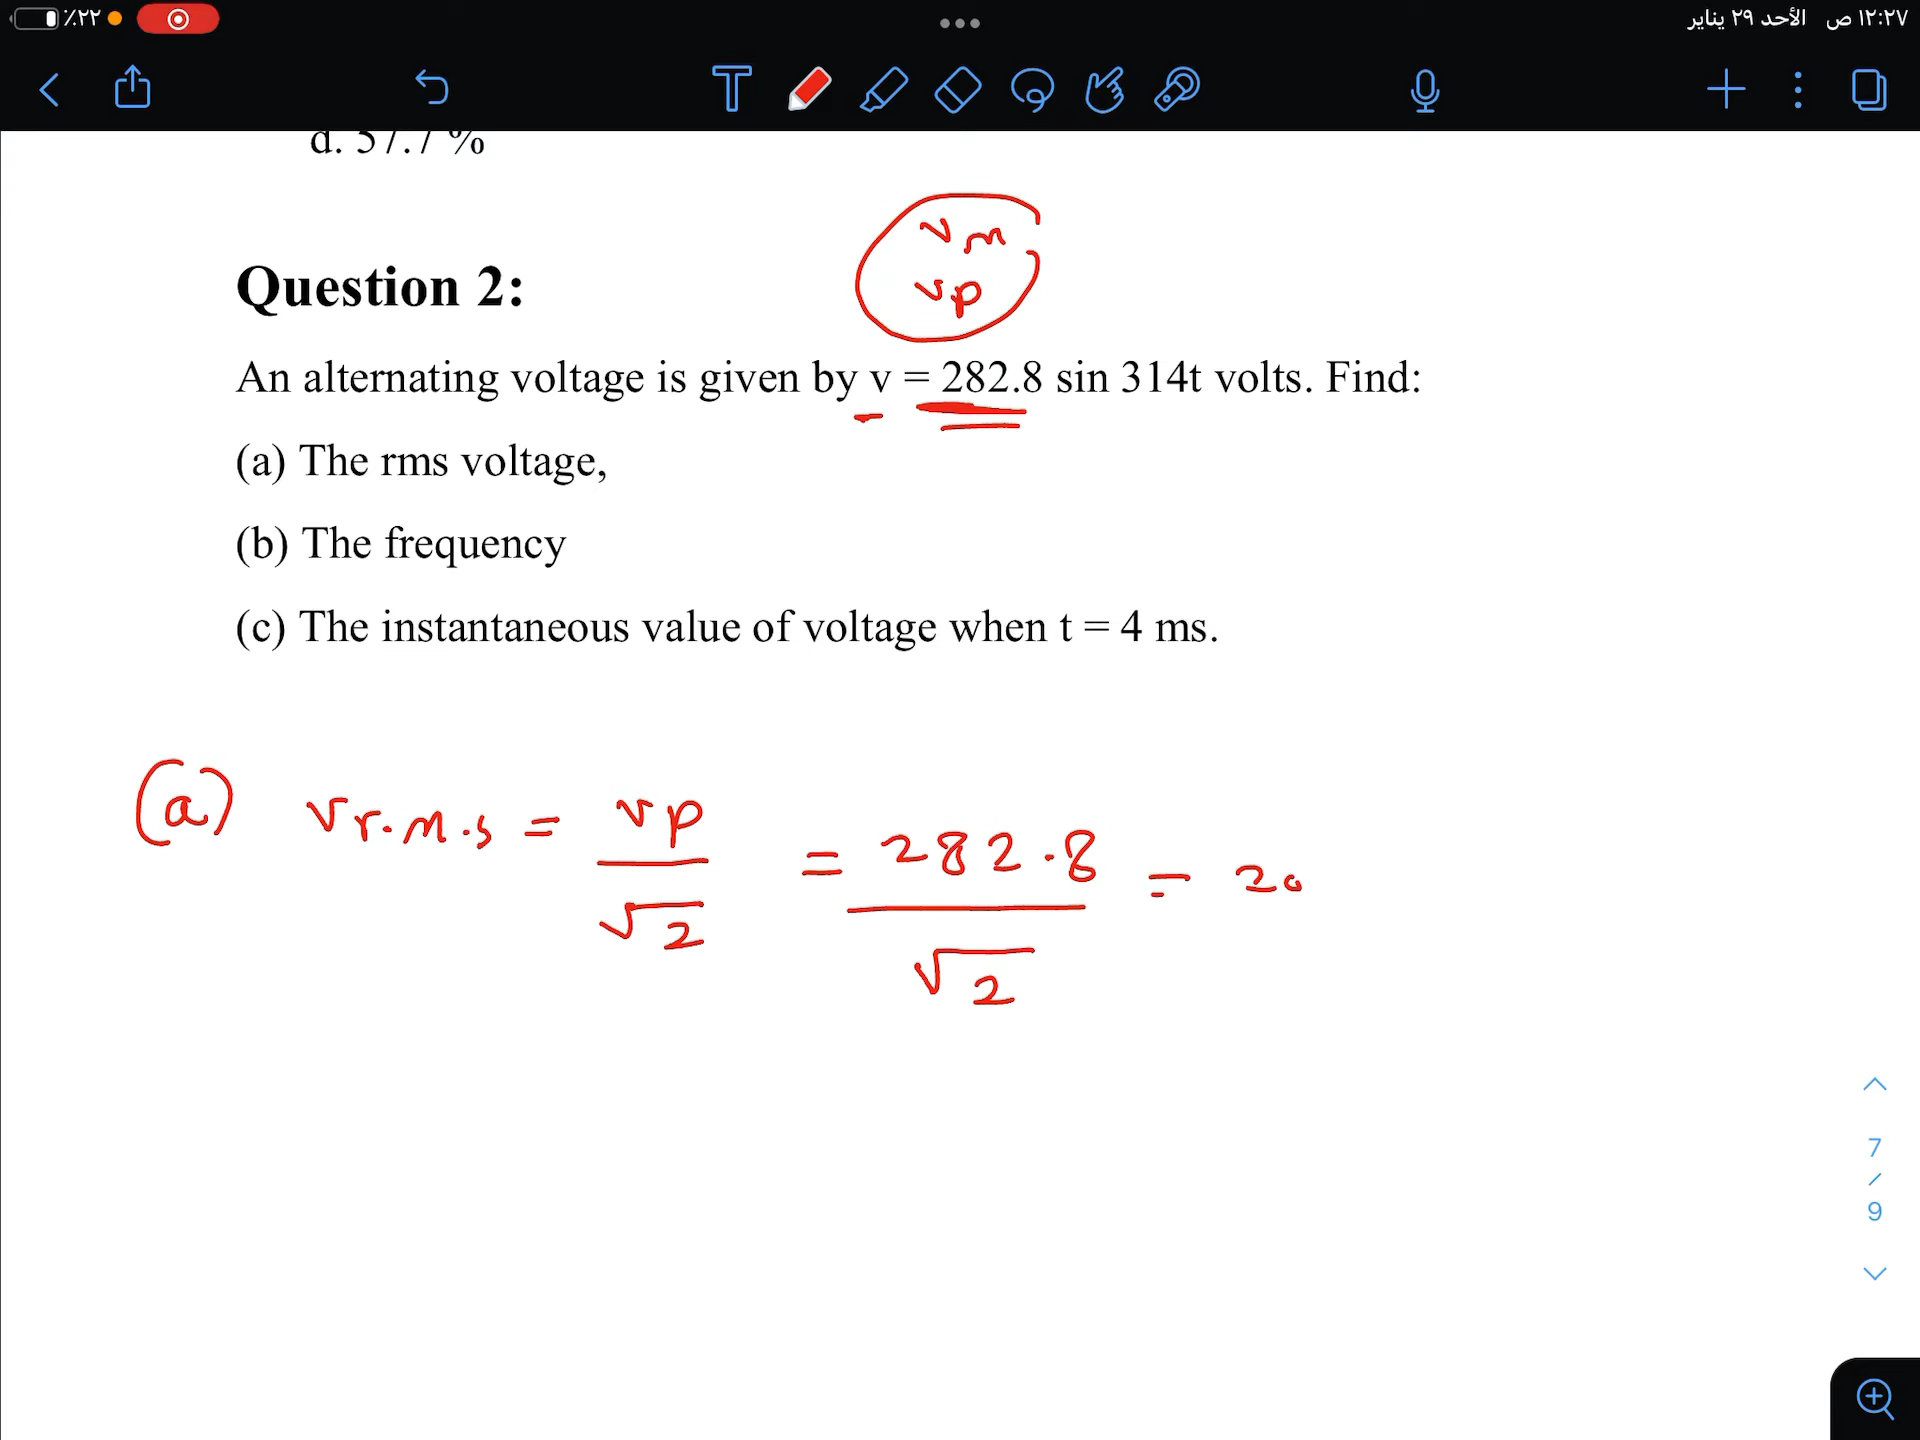 ٪٢٢
١٢:٢٧ ص الأحد ٢٩ يناير
d. 57.7 %
Vm
Vp
Question 2:
An alternating voltage is given by v = 282.8 sin 314t volts. Find:
(a) The rms voltage,
(b) The frequency
(c) The instantaneous value of voltage when t = 4 ms.
(a) Vr.m.s = Vp/√2 = 282.8/√2 = 20
7
/
9